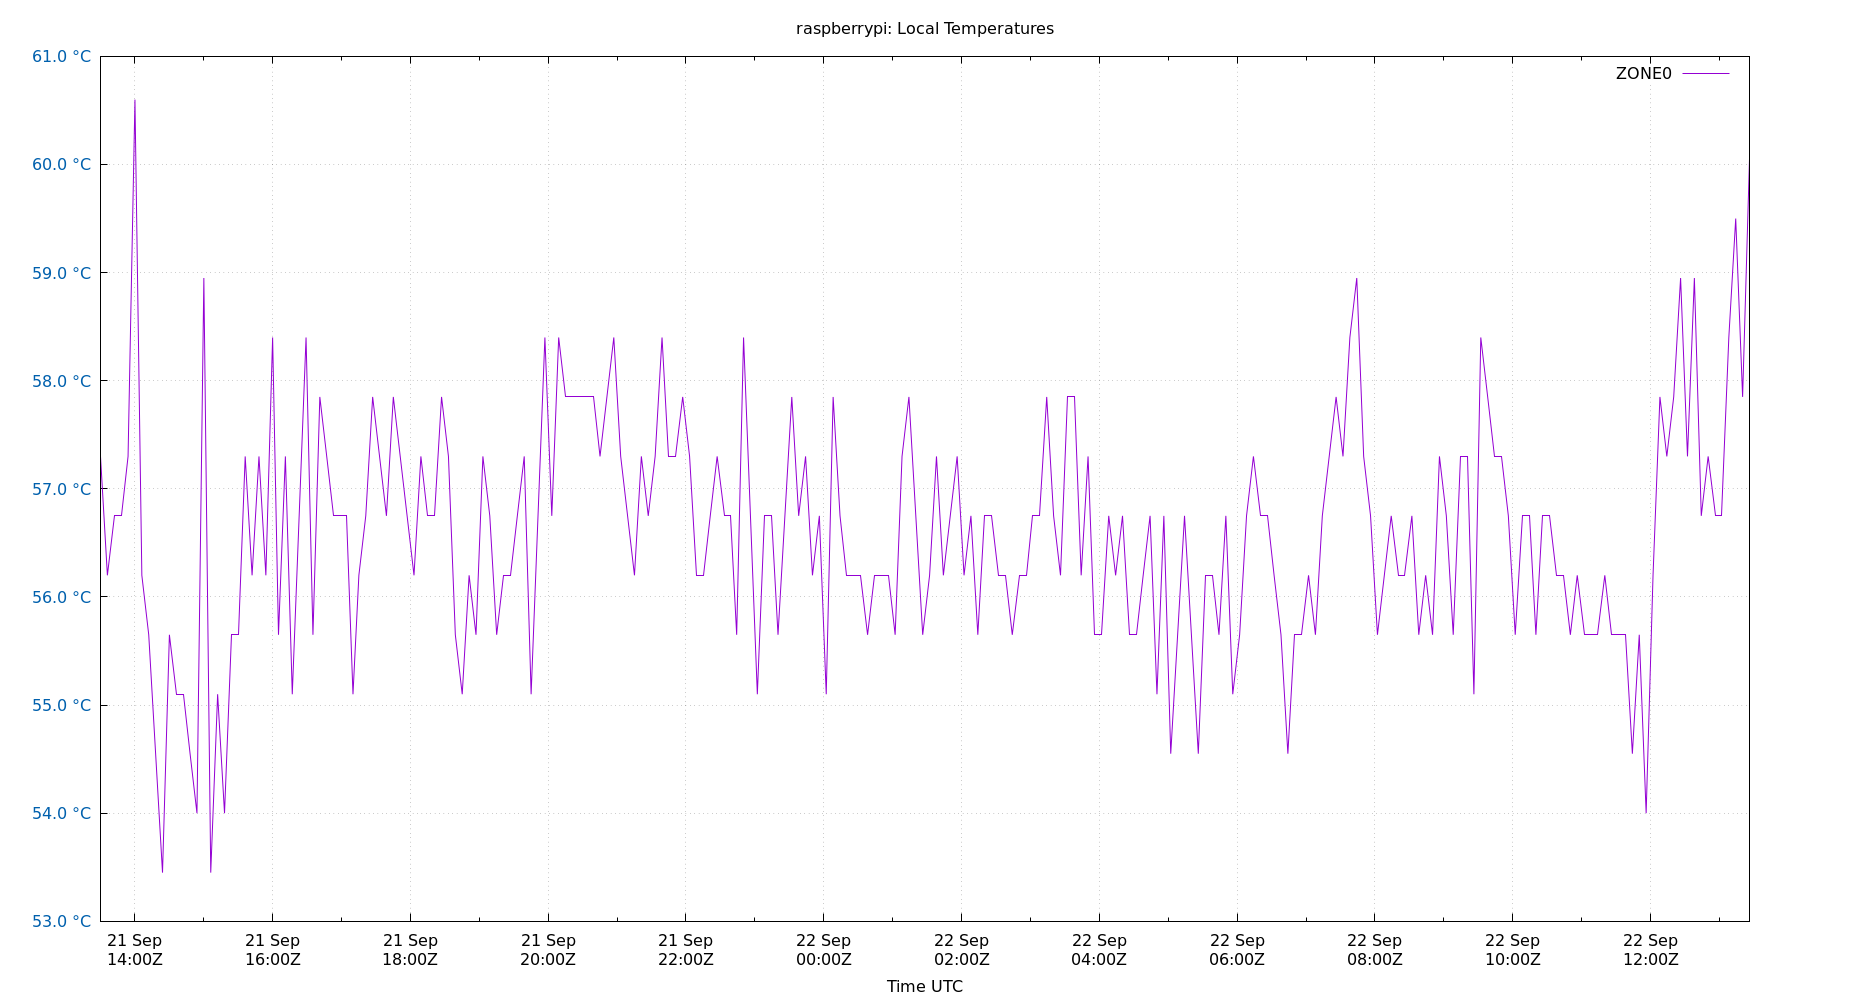 raspberrypi: Local Temperatures
61.0 °C
ZONE0
60.0 °C
59.0 °C
58.0 °C
57.0 °C
56.0 °C
55.0 °C
54.0 °C
53.0 °C
21 Sep 21 Sep 21 Sep 21 Sep 21 Sep 22 Sep 22 Sep 22 Sep 22 Sep 22 Sep 22 Sep 22 Sep
14:00Z 16:00Z 18:00Z 20:00Z 22:00Z 00:00Z 02:00Z 04:00Z 06:00Z 08:00Z 10:00Z 12:00Z
Time UTC